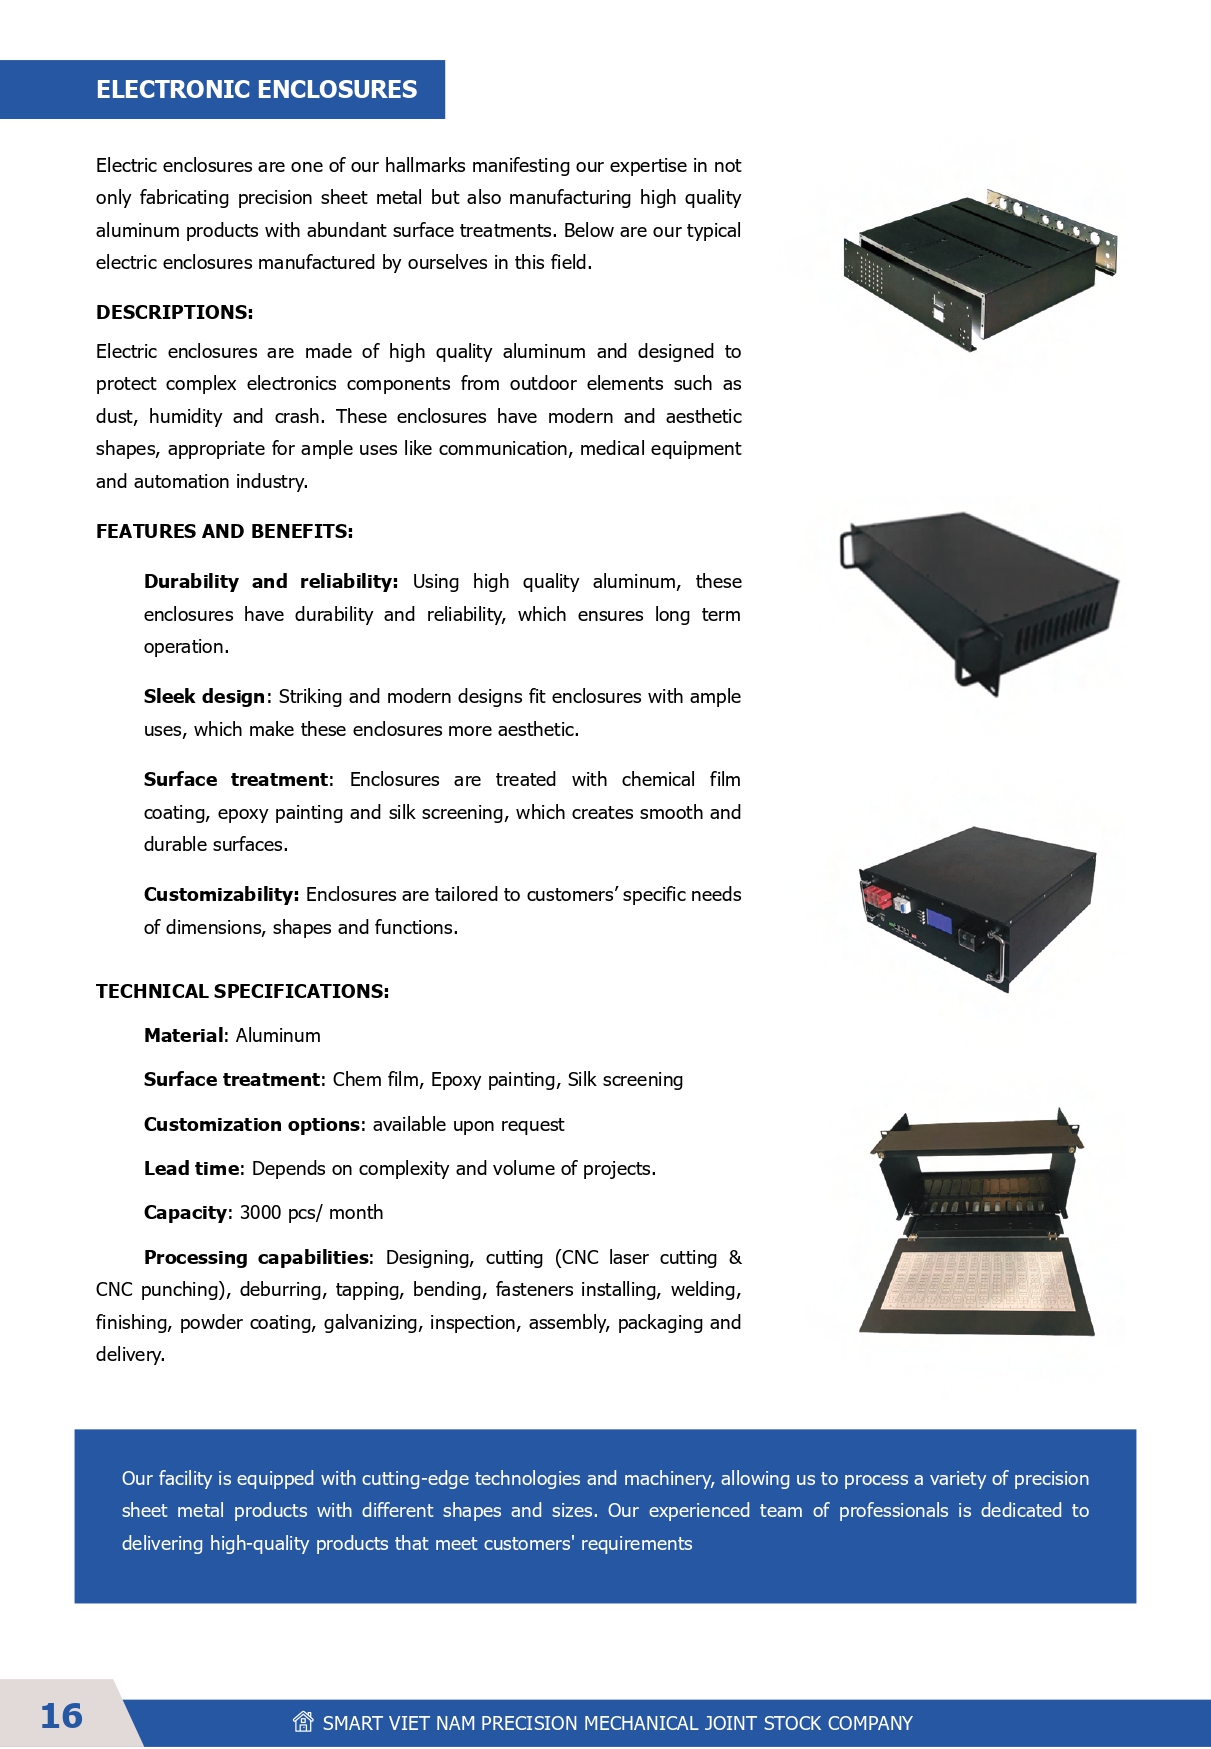 ELECTRONIC ENCLOSURES
Electric enclosures are one of our hallmarks manifesting our expertise in not
only fabricating precision sheet metal but also manufacturing high quality
aluminum products with abundant surface treatments. Below are our typical
electric enclosures manufactured by ourselves in this field.
DESCRIPTIONS:
Electric enclosures are made of high quality aluminum and designed to
protect complex electronics components from outdoor elements such as
dust, humidity and crash. These enclosures have modern and aesthetic
shapes, appropriate for ample uses like communication, medical equipment
and automation industry.
FEATURES AND BENEFITS:
Durability and reliability: Using high quality aluminum, these
enclosures have durability and reliability, which ensures long term
operation.
Sleek design: Striking and modern designs fit enclosures with ample
uses, which make these enclosures more aesthetic.
Surface treatment: Enclosures are treated with chemical film
coating, epoxy painting and silk screening, which creates smooth and
durable surfaces.
Customizability: Enclosures are tailored to customers’ specific needs
of dimensions, shapes and functions.
TECHNICAL SPECIFICATIONS:
Material: Aluminum
Surface treatment: Chem film, Epoxy painting, Silk screening
Customization options: available upon request
Lead time: Depends on complexity and volume of projects.
Capacity: 3000 pcs/ month
Processing capabilities: Designing, cutting (CNC laser cutting &
CNC punching), deburring, tapping, bending, fasteners installing, welding,
finishing, powder coating, galvanizing, inspection, assembly, packaging and
delivery.
Our facility is equipped with cutting-edge technologies and machinery, allowing us to process a variety of precision
sheet metal products with different shapes and sizes. Our experienced team of professionals is dedicated to
delivering high-quality products that meet customers' requirements
16
SMART VIET NAM PRECISION MECHANICAL JOINT STOCK COMPANY